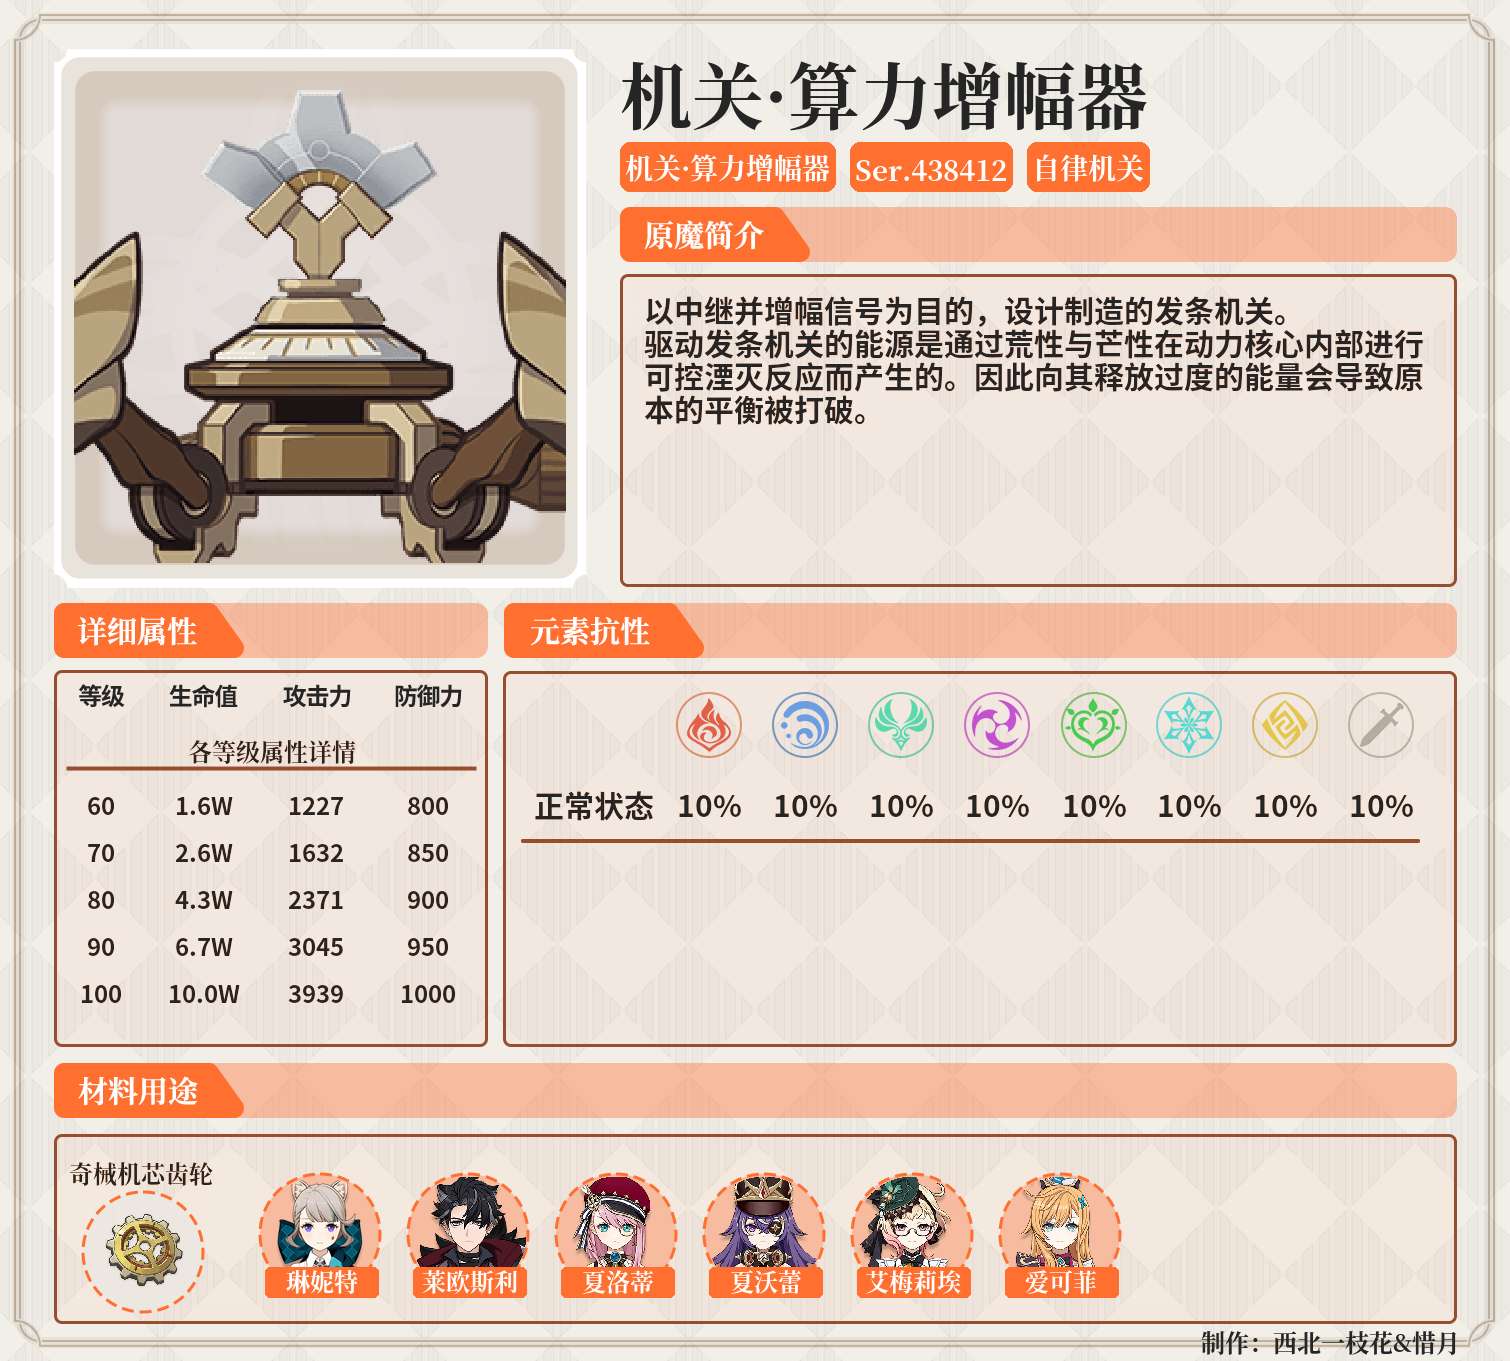 机关·算力增幅器
机关·算力增幅器 Ser.438412 自律机关
原魔简介
以中继并增幅信号为目的，设计制造的发条机关。
驱动发条机关的能源是通过荒性与芒性在动力核心内部进行
可控湮灭反应而产生的。因此向其释放过度的能量会导致原
本的平衡被打破。
详细属性
等级 生命值 攻击力 防御力
各等级属性详情
60 1.6W 1227 800
70 2.6W 1632 850
80 4.3W 2371 900
90 6.7W 3045 950
100 10.0W 3939 1000
元素抗性
正常状态 10% 10% 10% 10% 10% 10% 10% 10%
材料用途
奇械机芯齿轮
琳妮特 莱欧斯利 夏洛蒂 夏沃蕾 艾梅莉埃 爱可菲
制作：西北一枝花&惜月